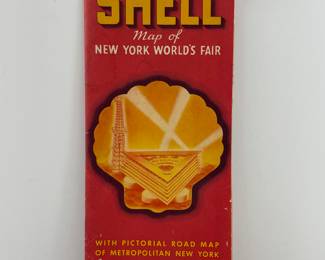 SHELL
Map of
NEW YORK WORLD'S FAIR
WITH PICTORIAL ROAD MAP
OF METROPOLITAN NEW YORK